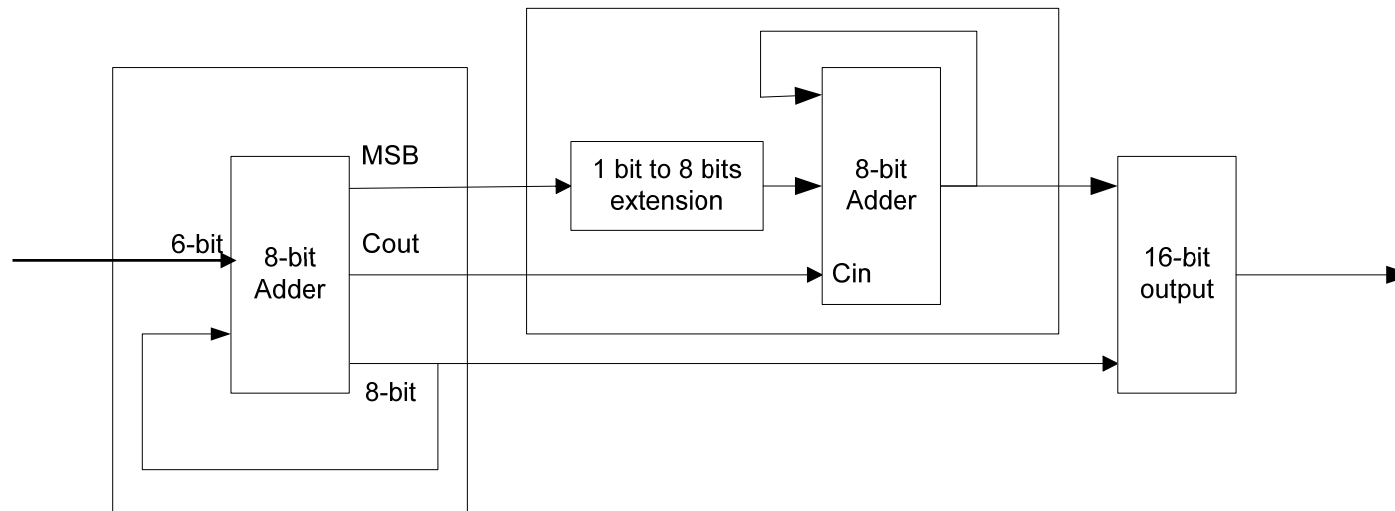 MSB
1 bit to 8 bits
extension
8-bit
Adder
6-bit
Cout
8-bit
Adder
Cin
16-bit
output
8-bit